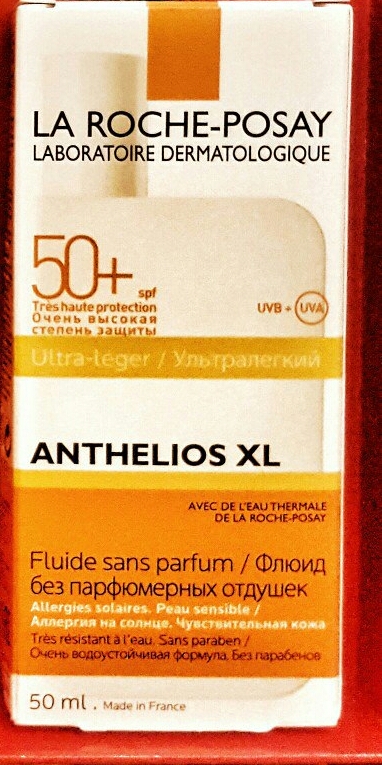 LA ROCHE-POSAY
LABORATOIRE DERMATOLOGIQUE
50+ spf
Très haute protection
Очень высокая
степень защиты
UVB + UVA
Ultra-léger / Ультралегкий
ANTHELIOS XL
AVEC DE L'EAU THERMALE
DE LA ROCHE-POSAY
Fluide sans parfum / Флюид
без парфюмерных отдушек
Allergies solaires. Peau sensible /
Аллергия на солнце. Чувствительная кожа
Très résistant à l'eau. Sans paraben /
Очень водоустойчивая формула. Без парабенов
50 ml . Made in France